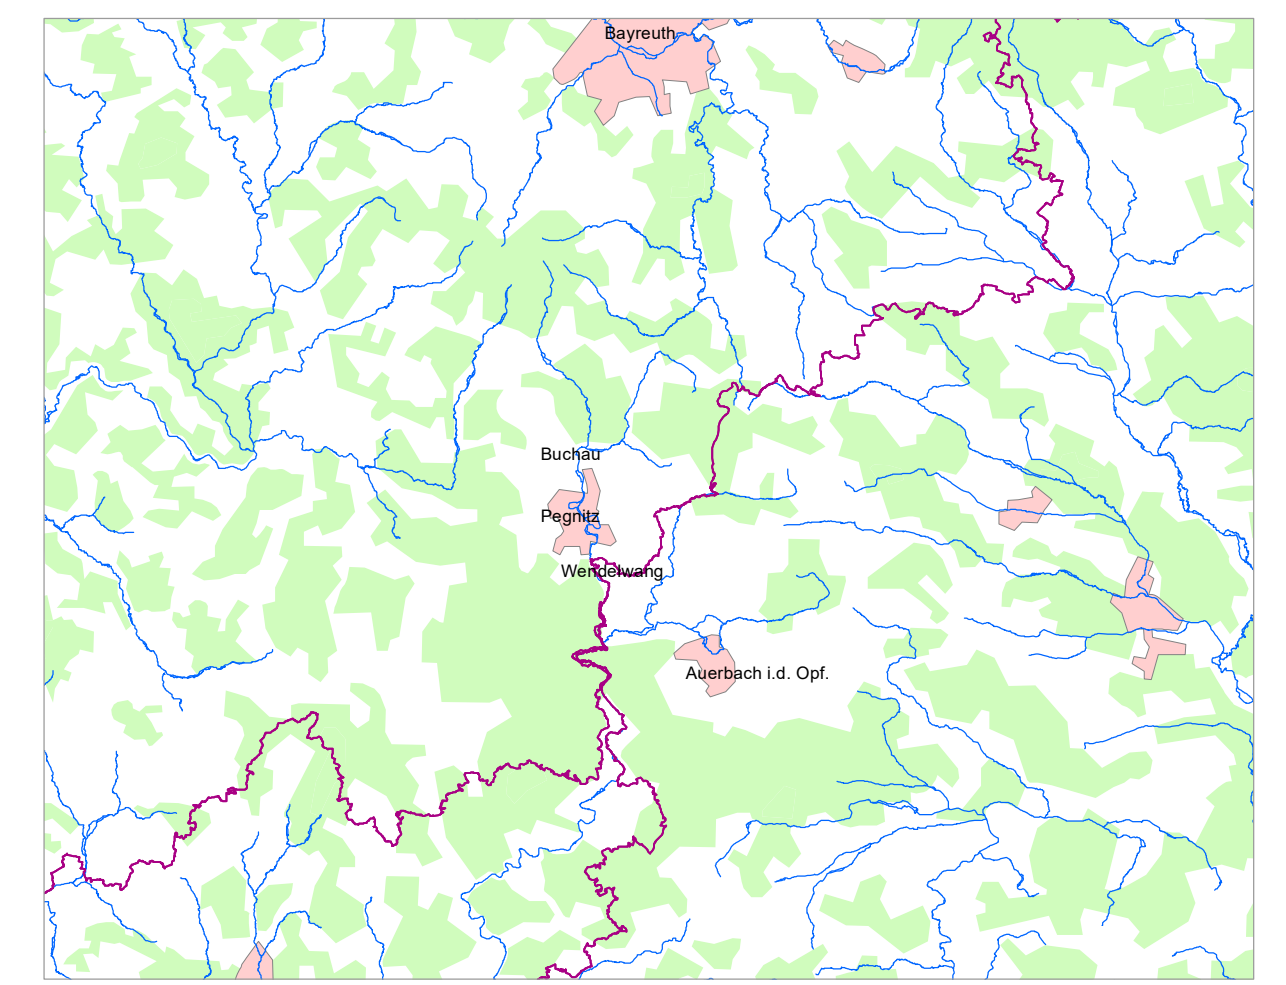 Bayreuth
Buchau
Pegnitz
Wendelwang
Auerbach i.d. Opf.